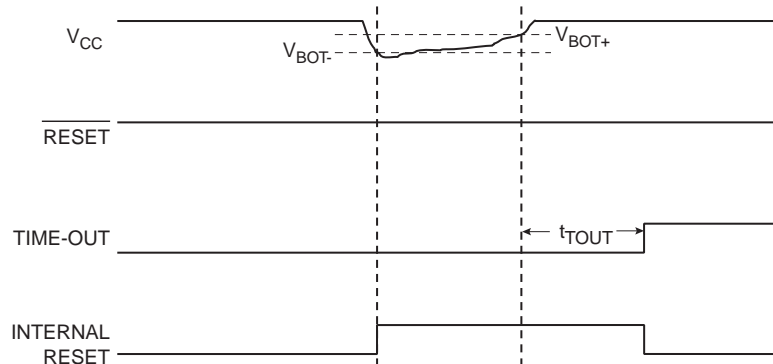 VCC
VBOT-
VBOT+
RESET
TIME-OUT
tTOUT
INTERNAL
RESET